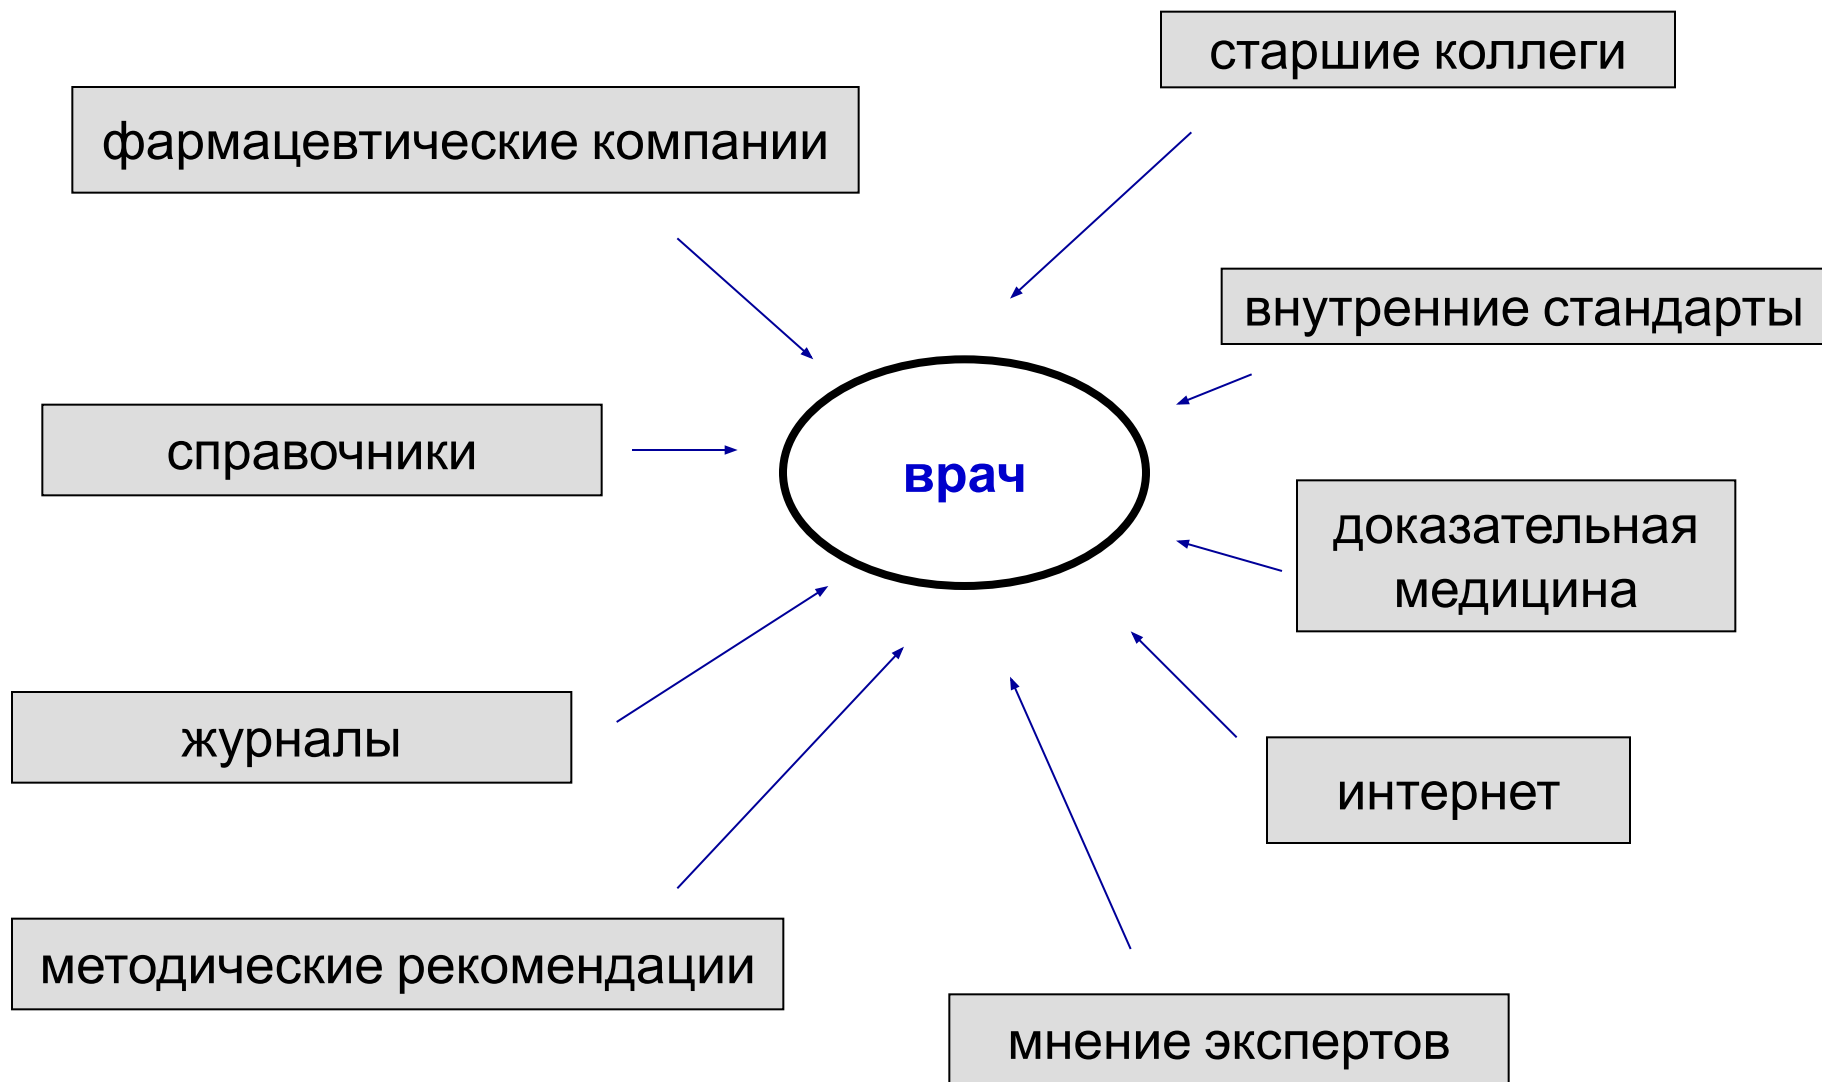 старшие коллеги
фармацевтические компании
внутренние стандарты
справочники
врач
доказательная
медицина
журналы
интернет
методические рекомендации
мнение экспертов